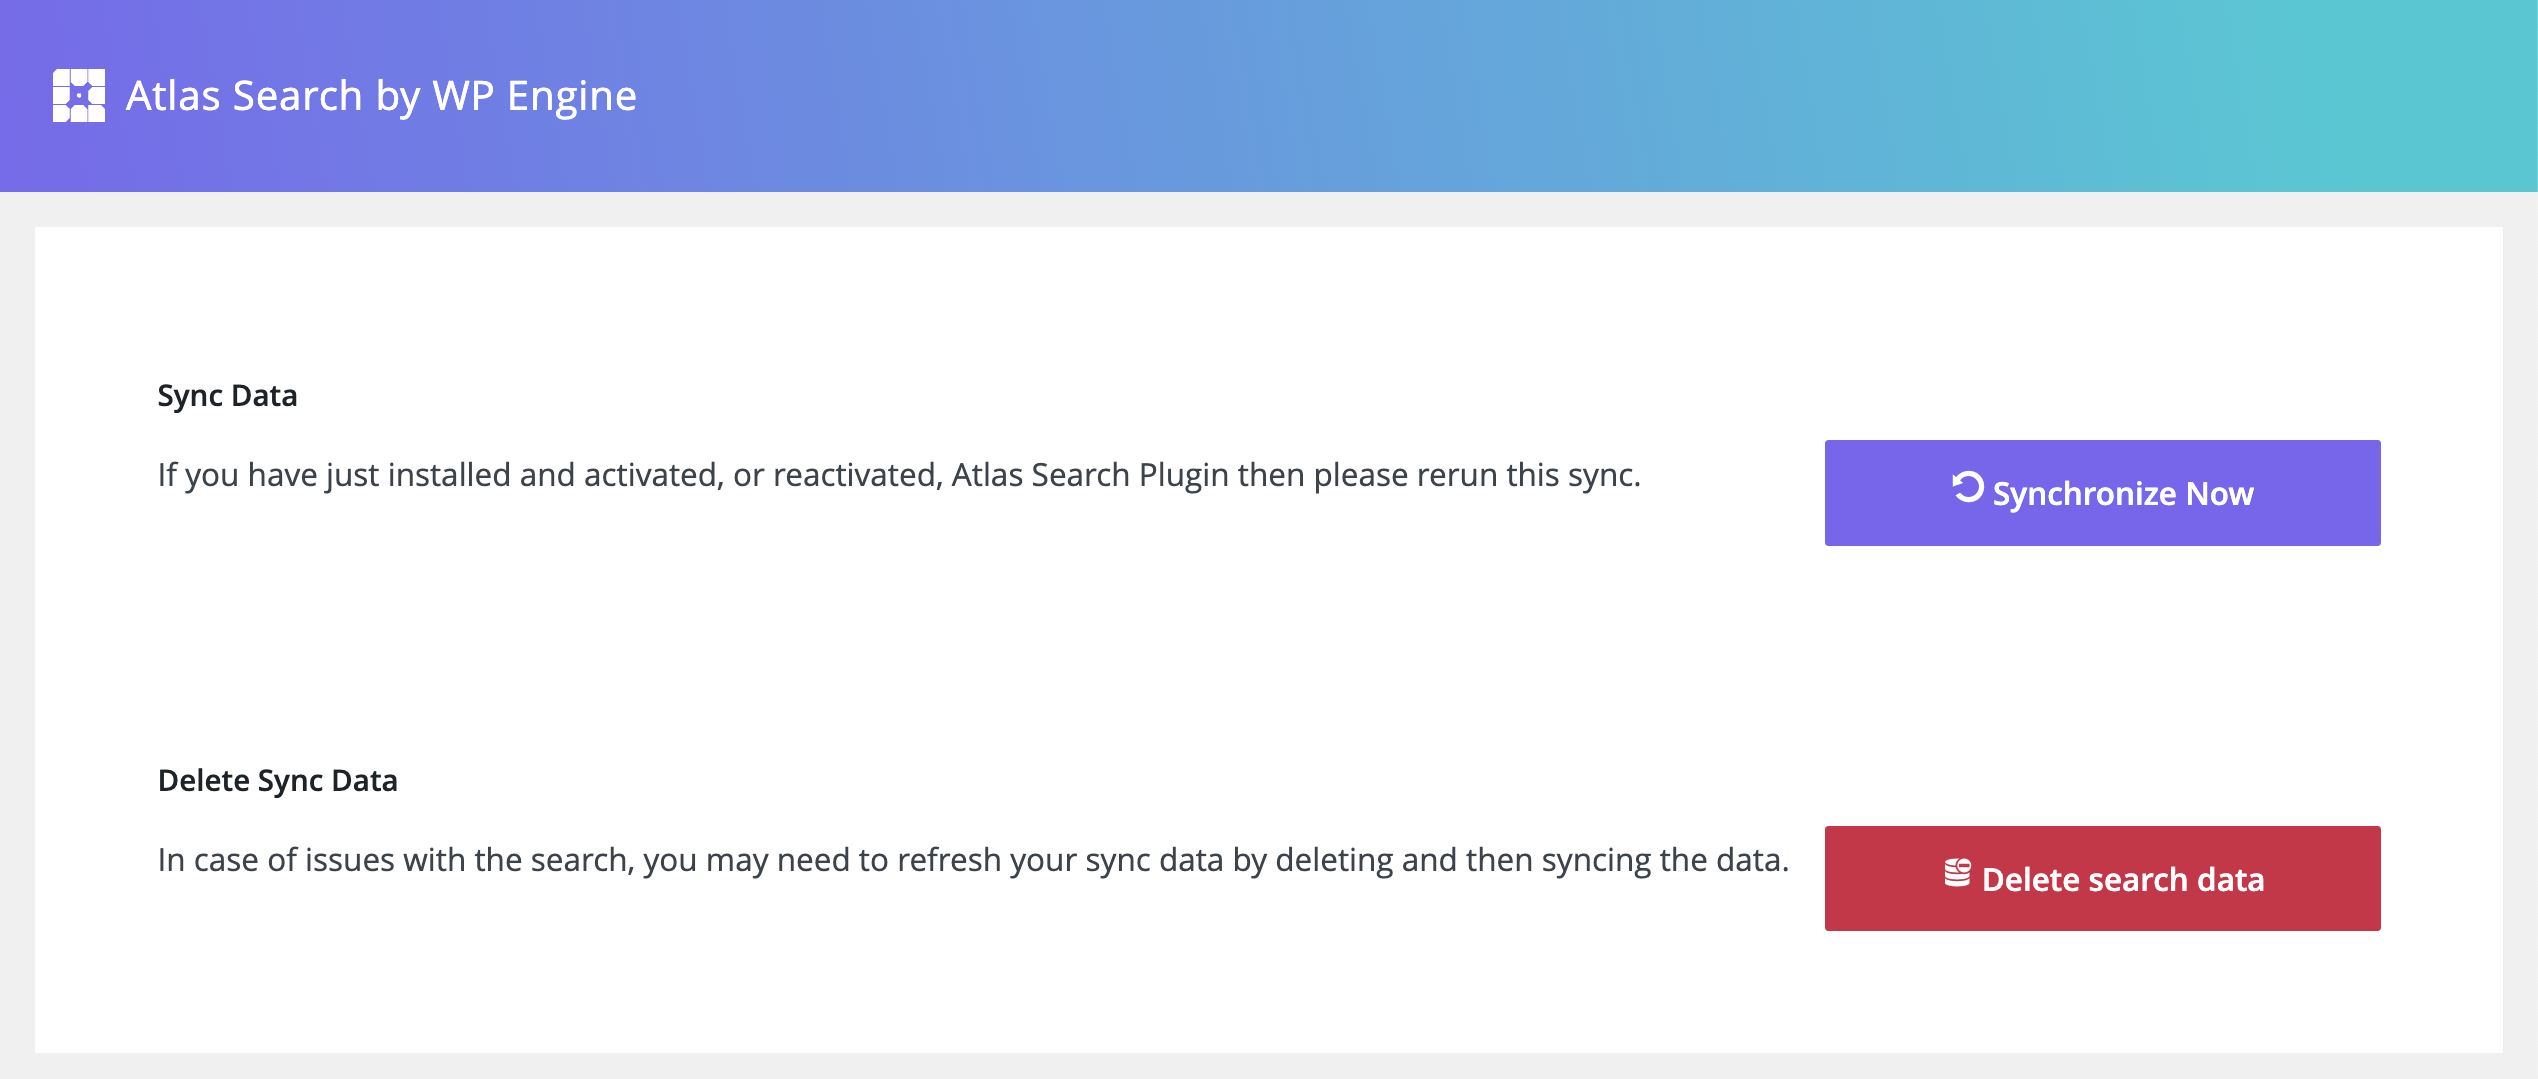 Atlas Search by WP Engine
Sync Data
If you have just installed and activated, or reactivated, Atlas Search Plugin then please rerun this sync.
Synchronize Now
Delete Sync Data
In case of issues with the search, you may need to refresh your sync data by deleting and then syncing the data.
Delete search data